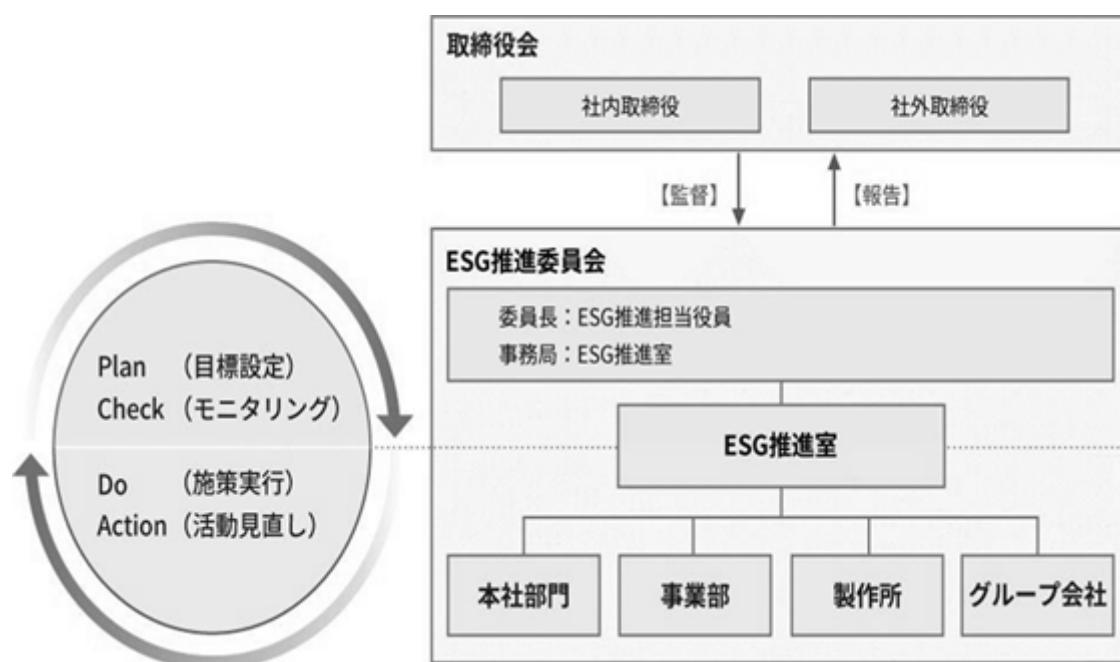 取締役会
社内取締役
社外取締役
【監督】
【報告】
ESG推進委員会
委員長：ESG推進担当役員
事務局：ESG推進室
ESG推進室
本社部門
事業部
製作所
グループ会社
Plan （目標設定）
Check （モニタリング）
Do （施策実行）
Action （活動見直し）